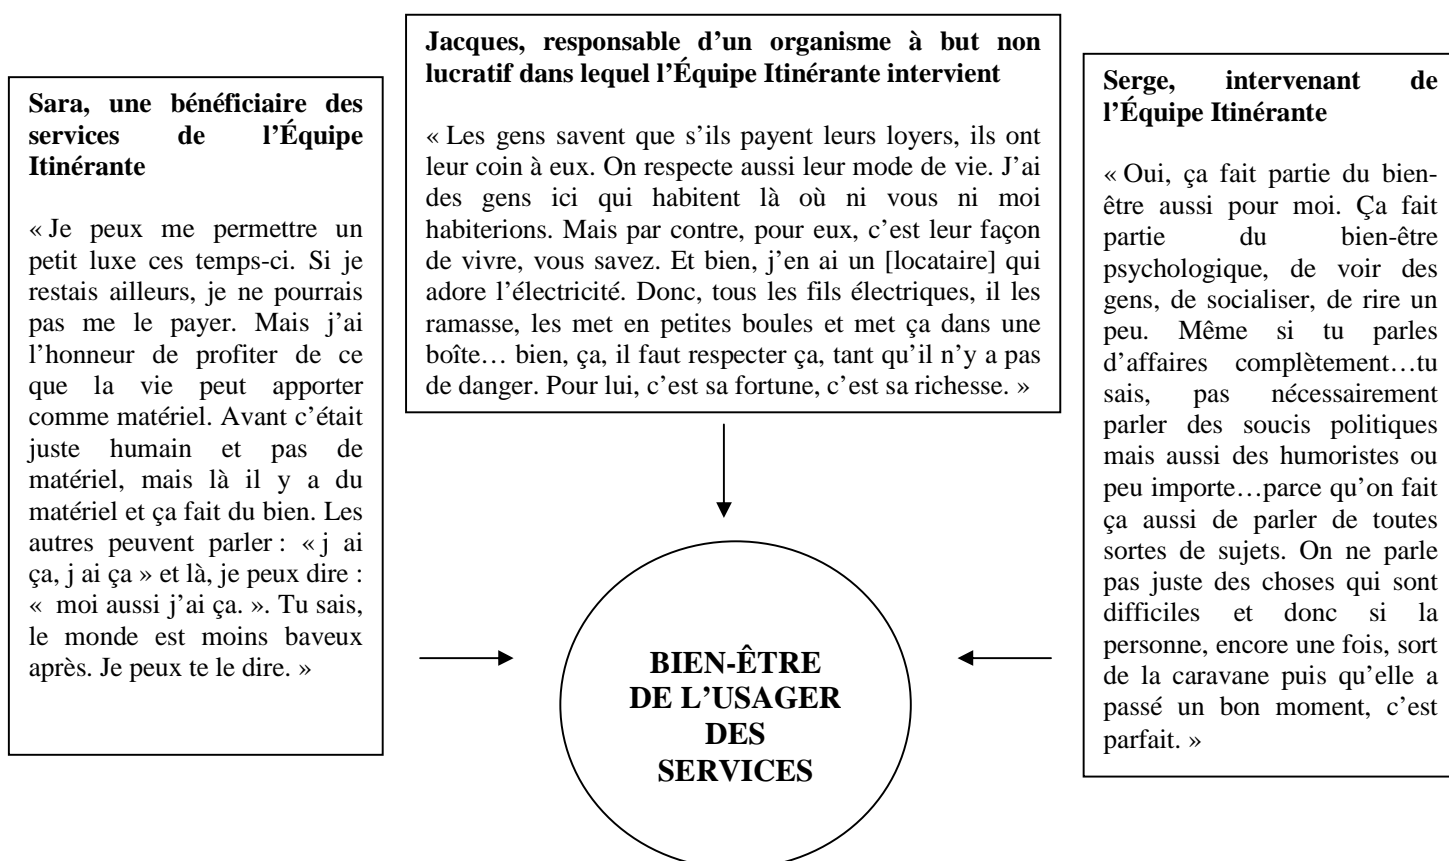 Sara, une bénéficiaire des
services de l’Équipe
Itinérante
« Je peux me permettre un
petit luxe ces temps-ci. Si je
restais ailleurs, je ne pourrais
pas me le payer. Mais j’ai
l’honneur de profiter de ce
que la vie peut apporter
comme matériel. Avant c’était
juste humain et pas de
matériel, mais là il y a du
matériel et ça fait du bien. Les
autres peuvent parler : « j ai
ça, j ai ça » et là, je peux dire :
« moi aussi j’ai ça. ». Tu sais,
le monde est moins baveux
après. Je peux te le dire. »
Jacques, responsable d’un organisme à but non
lucratif dans lequel l’Équipe Itinérante intervient
« Les gens savent que s’ils payent leurs loyers, ils ont
leur coin à eux. On respecte aussi leur mode de vie. J’ai
des gens ici qui habitent là où ni vous ni moi
habiterions. Mais par contre, pour eux, c’est leur façon
de vivre, vous savez. Et bien, j’en ai un [locataire] qui
adore l’électricité. Donc, tous les fils électriques, il les
ramasse, les met en petites boules et met ça dans une
boîte… bien, ça, il faut respecter ça, tant qu’il n’y a pas
de danger. Pour lui, c’est sa fortune, c’est sa richesse. »
Serge, intervenant de
l’Équipe Itinérante
« Oui, ça fait partie du bien-
être aussi pour moi. Ça fait
partie du bien-être
psychologique, de voir des
gens, de socialiser, de rire un
peu. Même si tu parles
d’affaires complètement…tu
sais, pas nécessairement
parler des soucis politiques
mais aussi des humoristes ou
peu importe…parce qu’on fait
ça aussi de parler de toutes
sortes de sujets. On ne parle
pas juste des choses qui sont
difficiles et donc si la
personne, encore une fois, sort
de la caravane puis qu’elle a
passé un bon moment, c’est
parfait. »
BIEN-ÊTRE
DE L’USAGER
DES
SERVICES